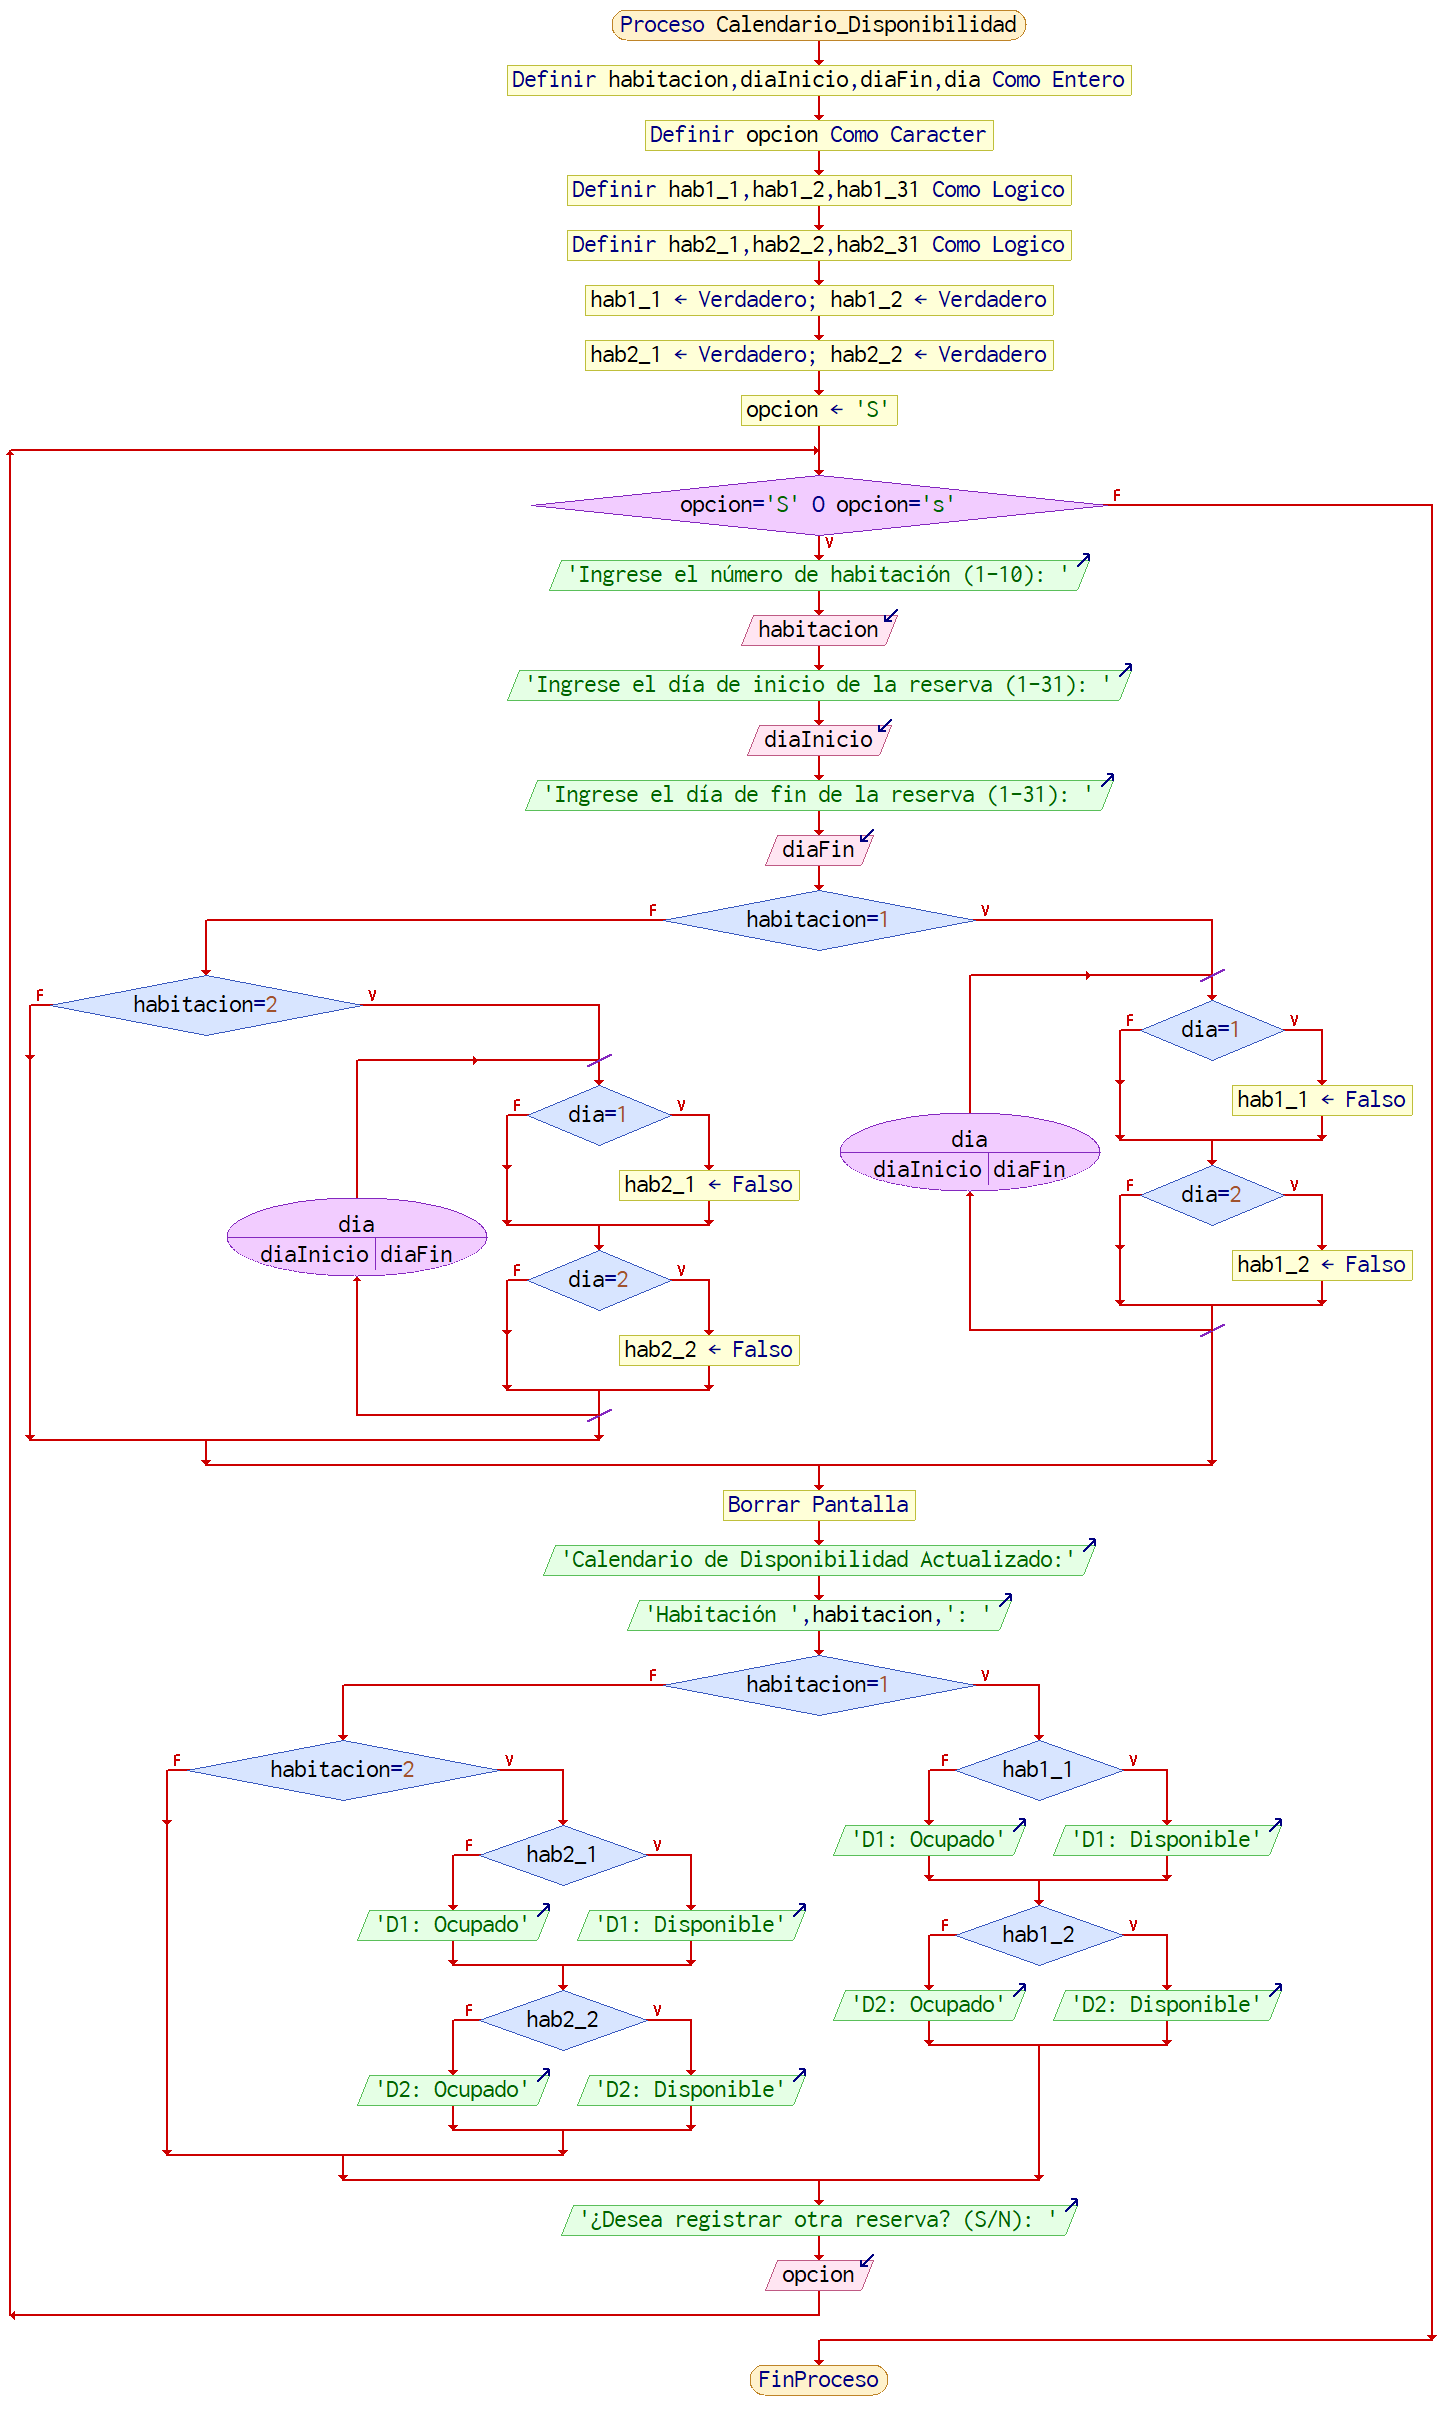 Proceso Calendario_Disponibilidad
Definir habitacion,diaInicio,diaFin,dia Como Entero
Definir opcion Como Caracter
Definir hab1_1,hab1_2,hab1_31 Como Logico
Definir hab2_1,hab2_2,hab2_31 Como Logico
hab1_1 ← Verdadero; hab1_2 ← Verdadero
hab2_1 ← Verdadero; hab2_2 ← Verdadero
opcion ← 'S'
opcion='S' O opcion='s'
F
V
'Ingrese el número de habitación (1-10): '
habitacion
'Ingrese el día de inicio de la reserva (1-31): '
diaInicio
'Ingrese el día de fin de la reserva (1-31): '
diaFin
F
habitacion=1
V
F
habitacion=2
V
dia
diaInicio
diaFin
F
dia=1
V
hab2_1 ← Falso
F
dia=2
V
hab2_2 ← Falso
dia
diaInicio
diaFin
F
dia=1
V
hab1_1 ← Falso
F
dia=2
V
hab1_2 ← Falso
Borrar Pantalla
'Calendario de Disponibilidad Actualizado:'
'Habitación ',habitacion,': '
F
habitacion=1
V
F
habitacion=2
V
F
hab2_1
V
'D1: Ocupado'
'D1: Disponible'
F
hab2_2
V
'D2: Ocupado'
'D2: Disponible'
F
hab1_1
V
'D1: Ocupado'
'D1: Disponible'
F
hab1_2
V
'D2: Ocupado'
'D2: Disponible'
'¿Desea registrar otra reserva? (S/N): '
opcion
FinProceso